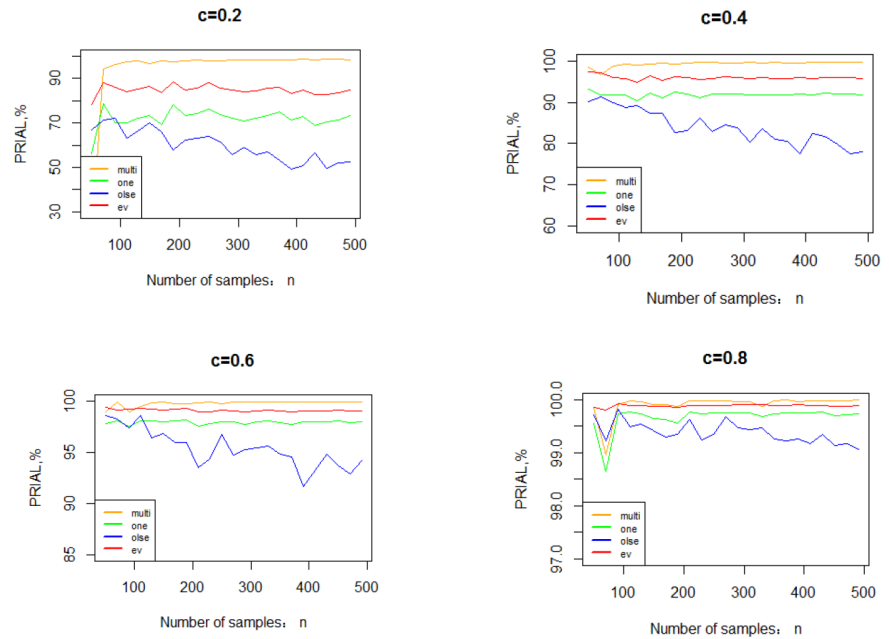 c=0.2
PRIAL,%
90
70
50
30
multi
one
olse
ev
100 200 300 400 500
Number of samples： n
c=0.4
PRIAL,%
100
90
80
70
60
multi
one
olse
ev
100 200 300 400 500
Number of samples： n
c=0.6
PRIAL,%
100
95
90
85
multi
one
olse
ev
100 200 300 400 500
Number of samples： n
c=0.8
PRIAL,%
100.0
99.0
98.0
97.0
multi
one
olse
ev
100 200 300 400 500
Number of samples： n